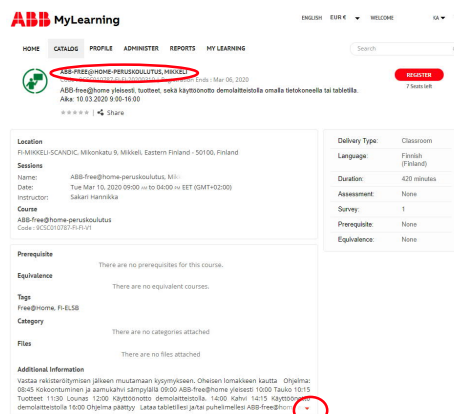 ABB MyLearning
ENGLISH EUR € WELCOME KA
HOME CATALOG PROFILE ADMINISTER REPORTS MY LEARNING
Search
ABB-FREE@HOME-PERUSKOULUTUS, MIKKELI
Ends : Mar 06, 2020
ABB-free@home yleisesti, tuotteet, sekä käyttöönotto demolaitteistolla omalla tietokoneella tai tabletilla.
Aika: 10.03.2020 9:00-16:00
Share
REGISTER
7 Seats left
Location
FI-MIKKELI-SCANDIC, Mikonkatu 9, Mikkeli, Eastern Finland - 50100, Finland
Sessions
Name: ABB-free@home-peruskoulutus,
Date: Tue Mar 10, 2020 09:00 AM to 04:00 PM EET (GMT+02:00)
Instructor: Sakari Hannikka
Course
ABB-free@home-peruskoulutus
Code : 9CSC010787-FI-FI-V1
Delivery Type: Classroom
Language: Finnish
(Finland)
Duration: 420 minutes
Assessment: None
Survey: 1
Prerequisite: None
Equivalence: None
Prerequisite
There are no prerequisites for this course.
Equivalence
There are no equivalent courses.
Tags
Free@Home, FI-ELSB
Category
There are no categories attached
Files
There are no files attached
Additional Information
Vastaa rekisteröitymisen jälkeen muutamaan kysymykseen. Oheisen lomakkeen kautta Ohjelma:
08:45 Kokoontuminen ja aamukahvi sämpylällä 09:00 ABB-free@home yleisesti 10:00 Tauko 10:15
Tuotteet 11:30 Lounas 12:00 Käyttöönotto demolaitteistolla. 14:00 Kahvi 14:15 Käyttöönotto
demolaitteistolla 16:00 Ohjelma päättyy Lataa tabletillesi ja/tai puhelimellesi ABB-free@hom